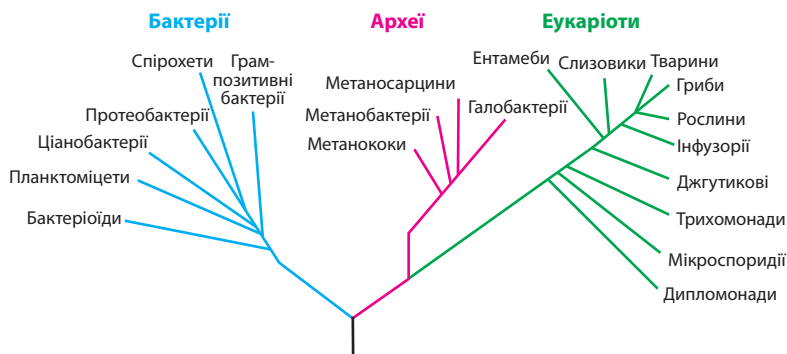 Бактерії
Археї
Еукаріоти
Спірохети
Грам-
позитивні
бактерії
Протеобактерії
Ціанобактерії
Планктоміцети
Бактеріоїди
Метаносарцини
Метанобактерії
Метанококи
Галобактерії
Ентамеби
Слизовики
Тварини
Гриби
Рослини
Інфузорії
Джгутикові
Трихомонади
Мікроспоридії
Дипломонади